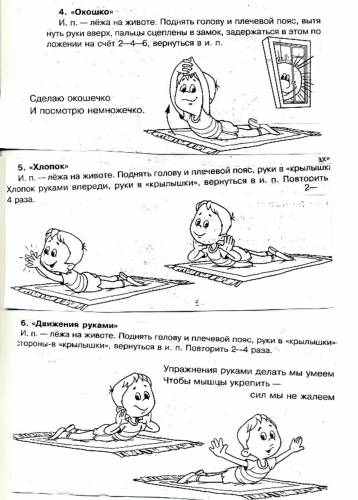 4. «Окошко»
И. п. — лёжа на животе. Поднять голову и плечевой пояс, вытя
нуть руки вверх, пальцы сцеплены в замок, задержаться в этом по
ложении на счёт 2—4—6, вернуться в и. п.
Сделаю окошечко
И посмотрю немножечко.
5. «Хлопок»
И. п. — лёжа на животе. Поднять голову и плечевой пояс, руки в «крылышк
Хлопок руками впереди, руки в «крылышки», вернуться в и. п. Повторить
2—
4 раза.
6. «Движения руками»
И. п. — лёжа на животе. Поднять голову и плечевой пояс, руки в «крылышки»
стороны-в «крылышки», вернуться в и. п. Повторить 2—4 раза.
Упражнения руками делать мы умеем
Чтобы мышцы укрепить —
сил мы не жалеем